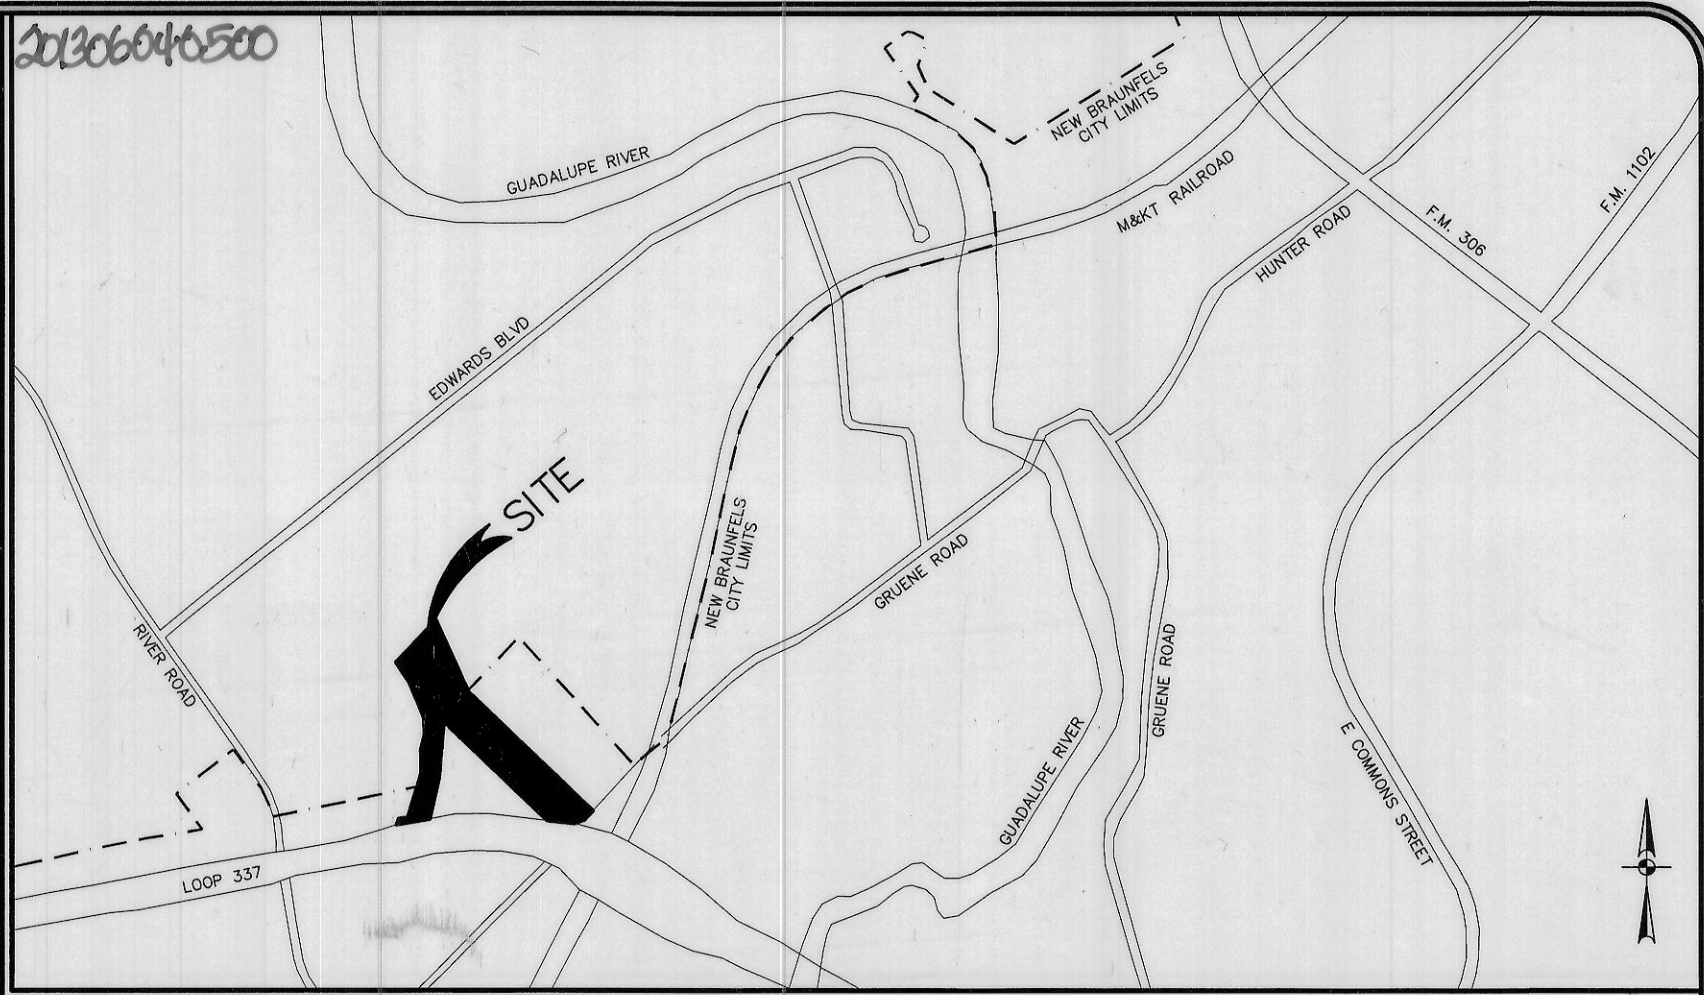 201306040500
NEW BRAUNFELS
CITY LIMITS
GUADALUPE RIVER
M&KT RAILROAD
F.M. 1102
HUNTER ROAD
F.M. 306
EDWARDS BLVD
SITE
NEW BRAUNFELS
CITY LIMITS
GRUENE ROAD
RIVER ROAD
GRUENE ROAD
GUADALUPE RIVER
E COMMONS STREET
LOOP 337